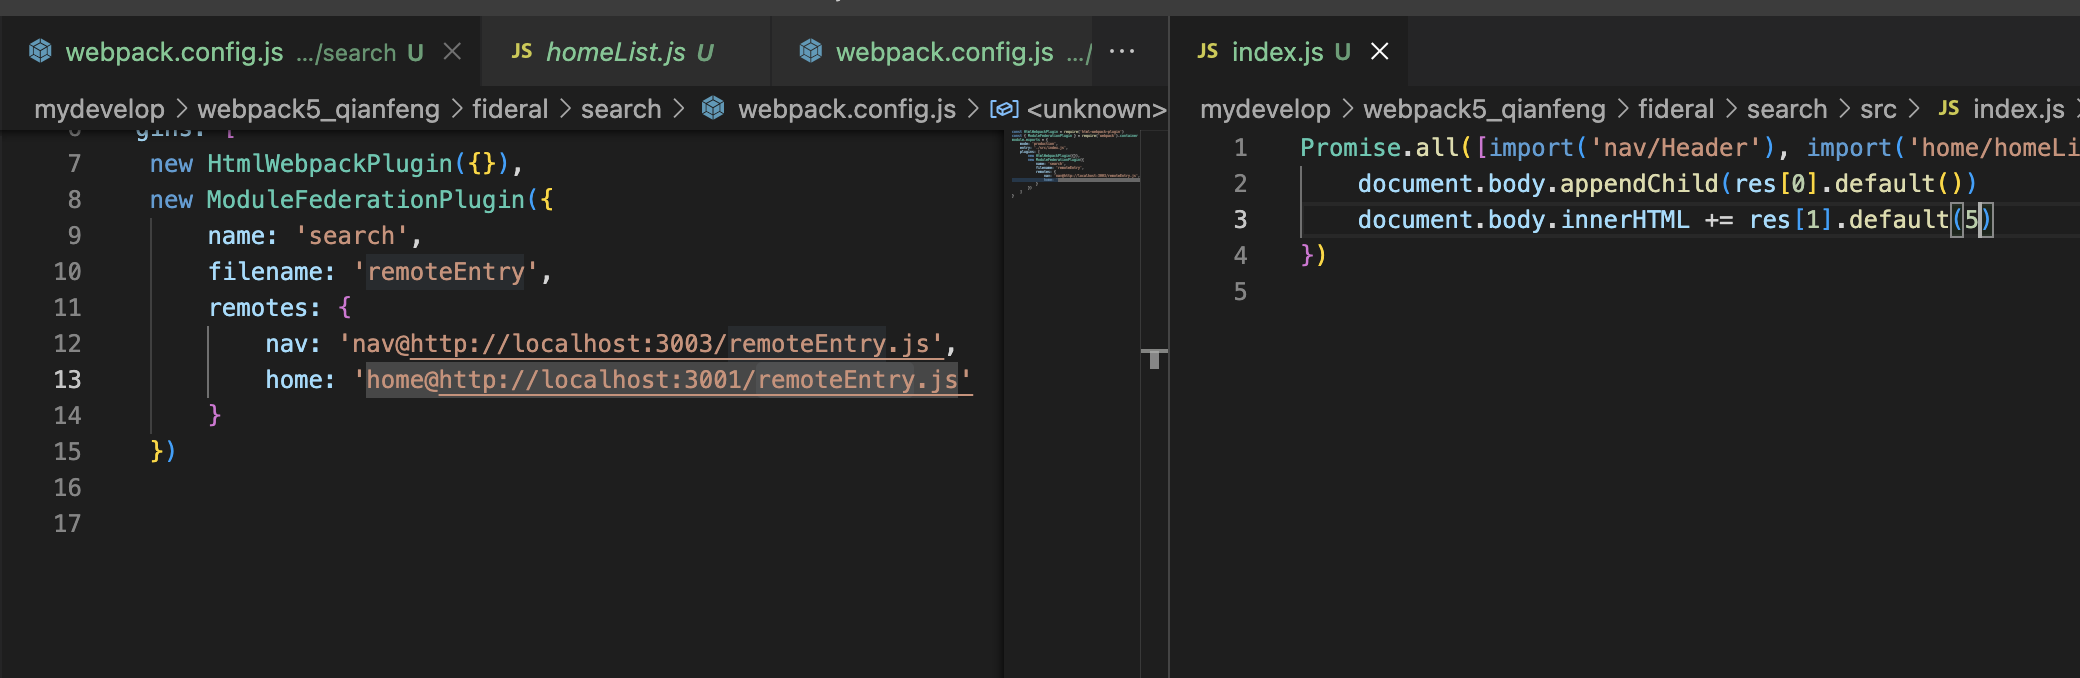 webpack.config.js .../search U
JS homeList.js U
webpack.config.js .../
JS index.js U
mydevelop > webpack5_qianfeng > fideral > search > webpack.config.js > <unknown>
7 new HtmlWebpackPlugin({}),
8 new ModuleFederationPlugin({
9 name: 'search',
10 filename: 'remoteEntry',
11 remotes: {
12 nav: 'nav@http://localhost:3003/remoteEntry.js',
13 home: 'home@http://localhost:3001/remoteEntry.js'
14 }
15 })
16
17
mydevelop > webpack5_qianfeng > fideral > search > src > JS index.js
1 Promise.all([import('nav/Header'), import('home/homeLi
2 document.body.appendChild(res[0].default())
3 document.body.innerHTML += res[1].default(5)
4 })
5